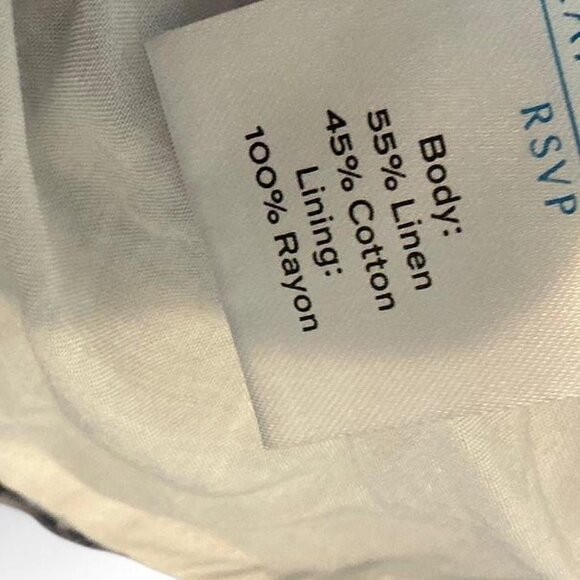 RSVP
Body:
55% Linen
45% Cotton
Lining:
100% Rayon